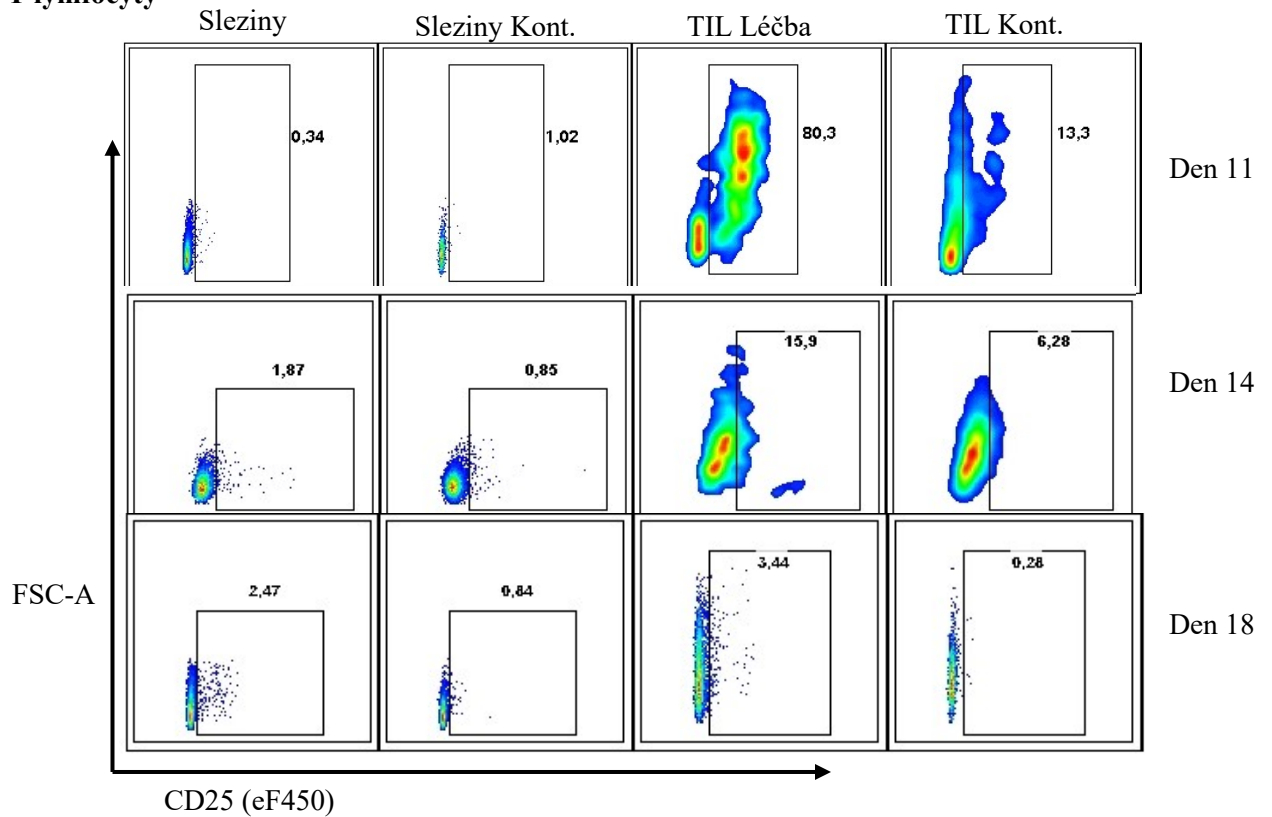 Sleziny Sleziny Kont. TIL Léčba TIL Kont.
0,34 1,02 80,3 13,3 Den 11
1,87 0,85 15,9 6,28 Den 14
2,47 0,84 3,44 0,28 Den 18
FSC-A
CD25 (eF450)